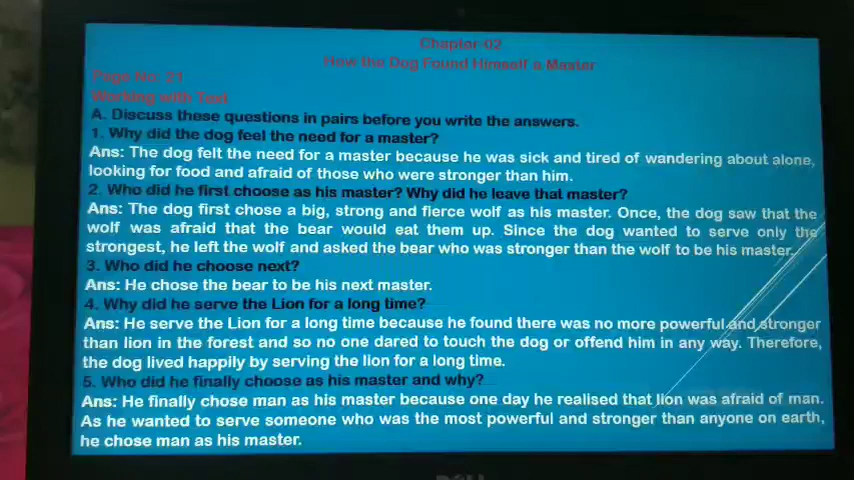 Chapter-02
How the Dog Found Himself a Master
Page No: 21
Working with Text
A. Discuss these questions in pairs before you write the answers.
1. Why did the dog feel the need for a master?
Ans: The dog felt the need for a master because he was sick and tired of wandering about alone,
looking for food and afraid of those who were stronger than him.
2. Who did he first choose as his master? Why did he leave that master?
Ans: The dog first chose a big, strong and fierce wolf as his master. Once, the dog saw that the
wolf was afraid that the bear would eat them up. Since the dog wanted to serve only the
strongest, he left the wolf and asked the bear who was stronger than the wolf to be his master.
3. Who did he choose next?
Ans: He chose the bear to be his next master.
4. Why did he serve the Lion for a long time?
Ans: He serve the Lion for a long time because he found there was no more powerful and stronger
than lion in the forest and so no one dared to touch the dog or offend him in any way. Therefore,
the dog lived happily by serving the lion for a long time.
5. Who did he finally choose as his master and why?
Ans: He finally chose man as his master because one day he realised that lion was afraid of man.
As he wanted to serve someone who was the most powerful and stronger than anyone on earth,
he chose man as his master.